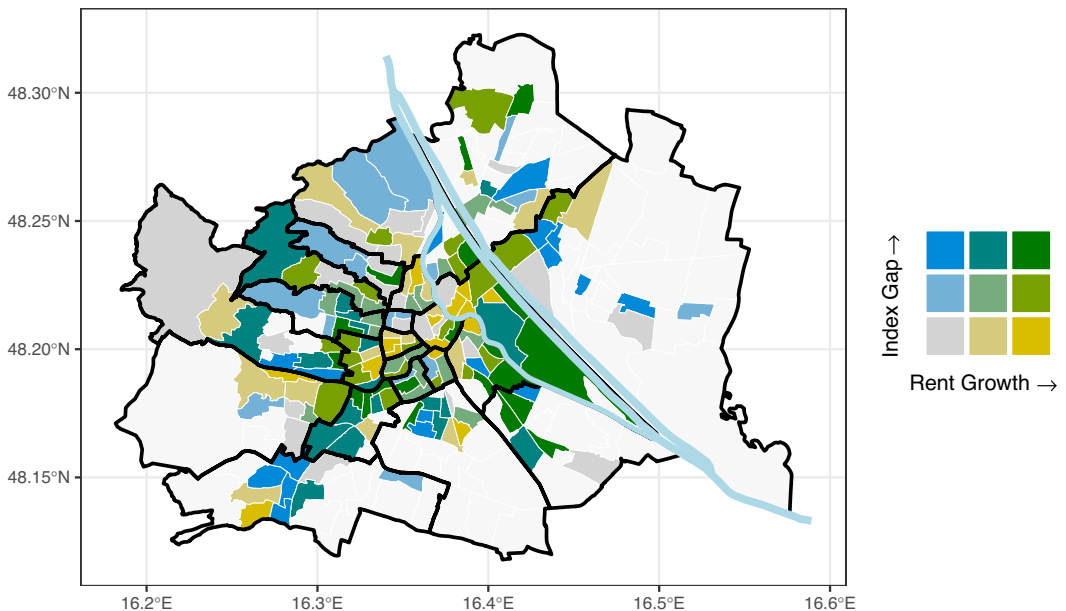 48.30°N
48.25°N
48.20°N
48.15°N
16.2°E
16.3°E
16.4°E
16.5°E
16.6°E
Index Gap →
Rent Growth →